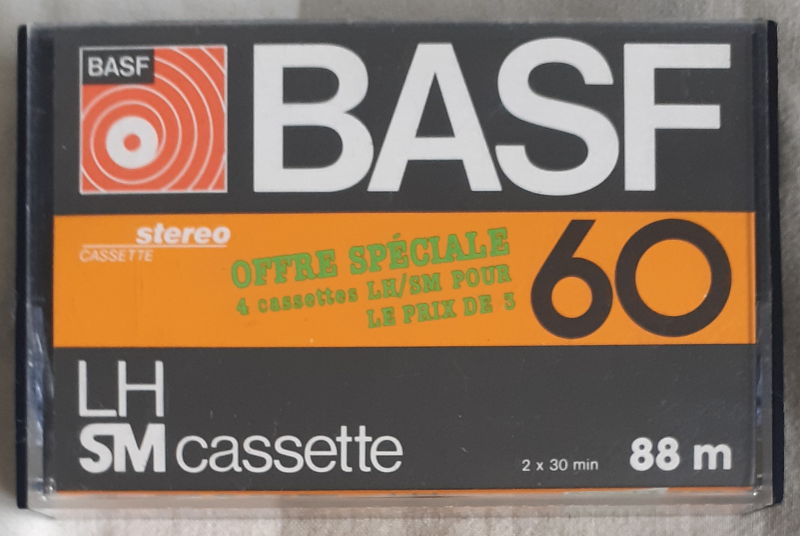 BASF
BASF
stereo
CASSETTE
OFFRE SPÉCIALE
4 cassettes LH/SM POUR
LE PRIX DE 3
60
LH
SM cassette
2 x 30 min
88 m